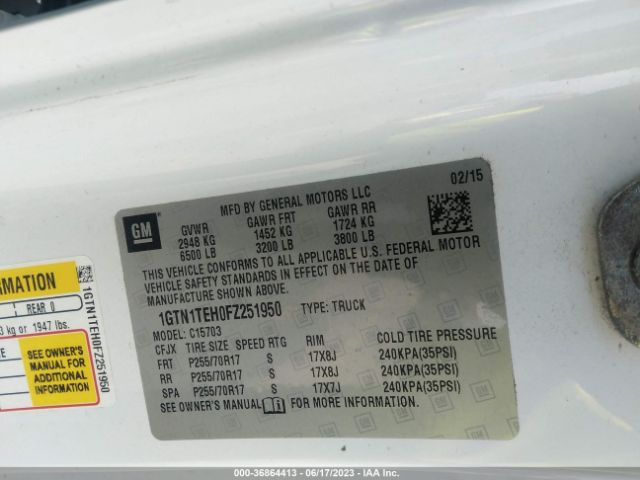 02/15
MFD BY GENERAL MOTORS LLC
GM
GVWR GAWR FRT GAWR RR
2948 KG 1452 KG 1724 KG
6500 LB 3200 LB 3800 LB
THIS VEHICLE CONFORMS TO ALL APPLICABLE U.S. FEDERAL MOTOR
VEHICLE SAFETY STANDARDS IN EFFECT ON THE DATE OF
MANUFACTURE SHOWN ABOVE.
1GTN1TEH0FZ251950 TYPE: TRUCK
MODEL: C15703
CFJX TIRE SIZE SPEED RTG RIM COLD TIRE PRESSURE
FRT P255/70R17 S 17X8J 240KPA(35PSI)
RR P255/70R17 S 17X8J 240KPA(35PSI)
SPA P255/70R17 S 17X7J 240KPA(35PSI)
SEE OWNER'S MANUAL FOR MORE INFORMATION.
REAR 0
kg or 1947 lbs.
SEE OWNER'S
MANUAL FOR
ADDITIONAL
INFORMATION
1GTN1TEH0FZ251950
000-36864413 - 06/17/2023 - IAA Inc.